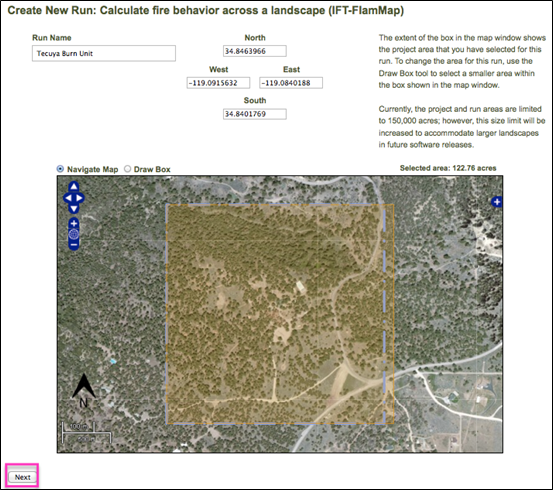 Create New Run: Calculate fire behavior across a landscape (IFT-FlamMap)
Run Name
Tecuya Burn Unit
North
34.8463966
West
East
-119.0915632
-119.0840188
South
34.8401769
The extent of the box in the map window shows
the project area that you have selected for this
run. To change the area for this run, use the
Draw Box tool to select a smaller area within
the box shown in the map window.
Currently, the project and run areas are limited
to 150,000 acres; however, this size limit will be
increased to accommodate larger landscapes
in future software releases.
Navigate Map
Draw Box
Selected area: 122.76 acres
N
Next